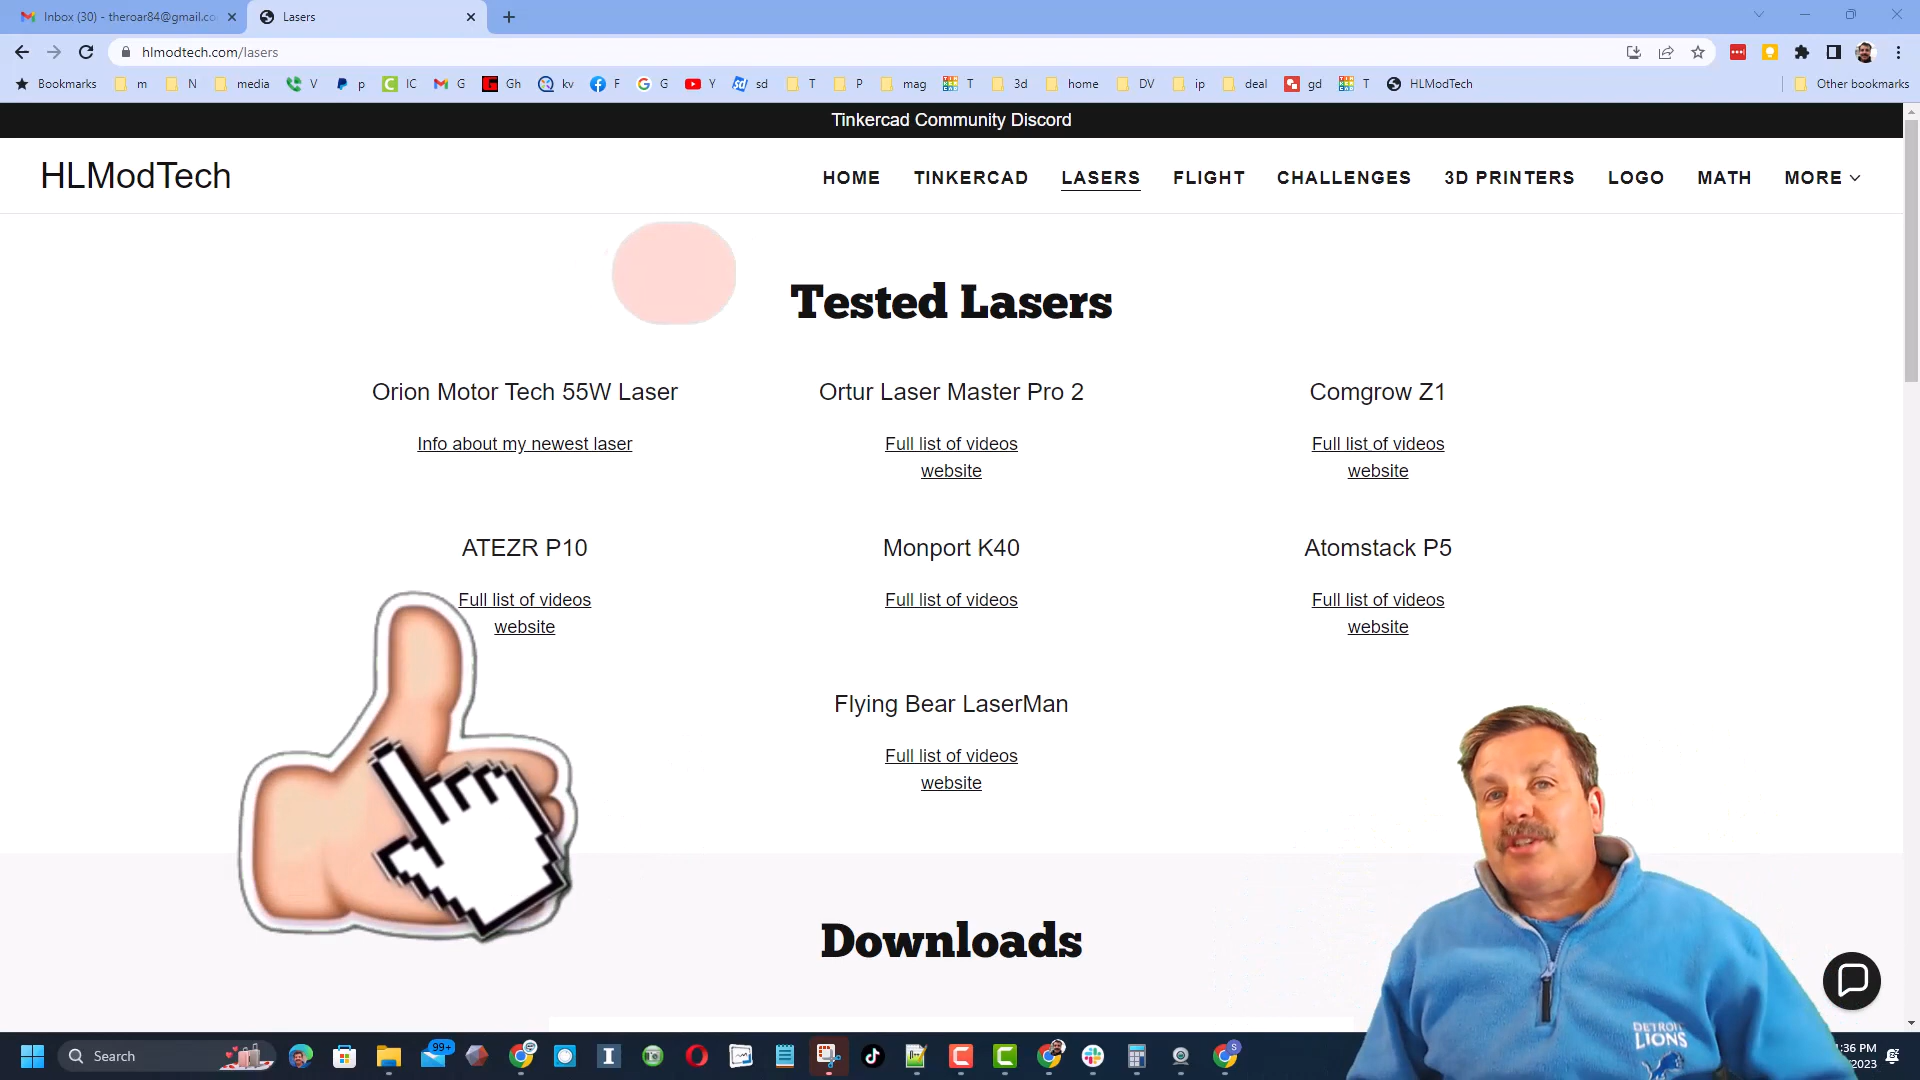 Inbox (30) - theroar84@gmail.co
Lasers
hlmodtech.com/lasers
Bookmarks m N media V p IC G Gh kv F G Y sd T P mag T 3d home DV ip deal gd T HLModTech Other bookmarks
Tinkercad Community Discord
HLModTech
HOME TINKERCAD LASERS FLIGHT CHALLENGES 3D PRINTERS LOGO MATH MORE
Tested Lasers
Orion Motor Tech 55W Laser
Info about my newest laser
Ortur Laser Master Pro 2
Full list of videos
website
Comgrow Z1
Full list of videos
website
ATEZR P10
Full list of videos
website
Monport K40
Full list of videos
Atomstack P5
Full list of videos
website
Flying Bear LaserMan
Full list of videos
website
Downloads
DETROIT
LIONS
Search
99+
:36 PM
2023